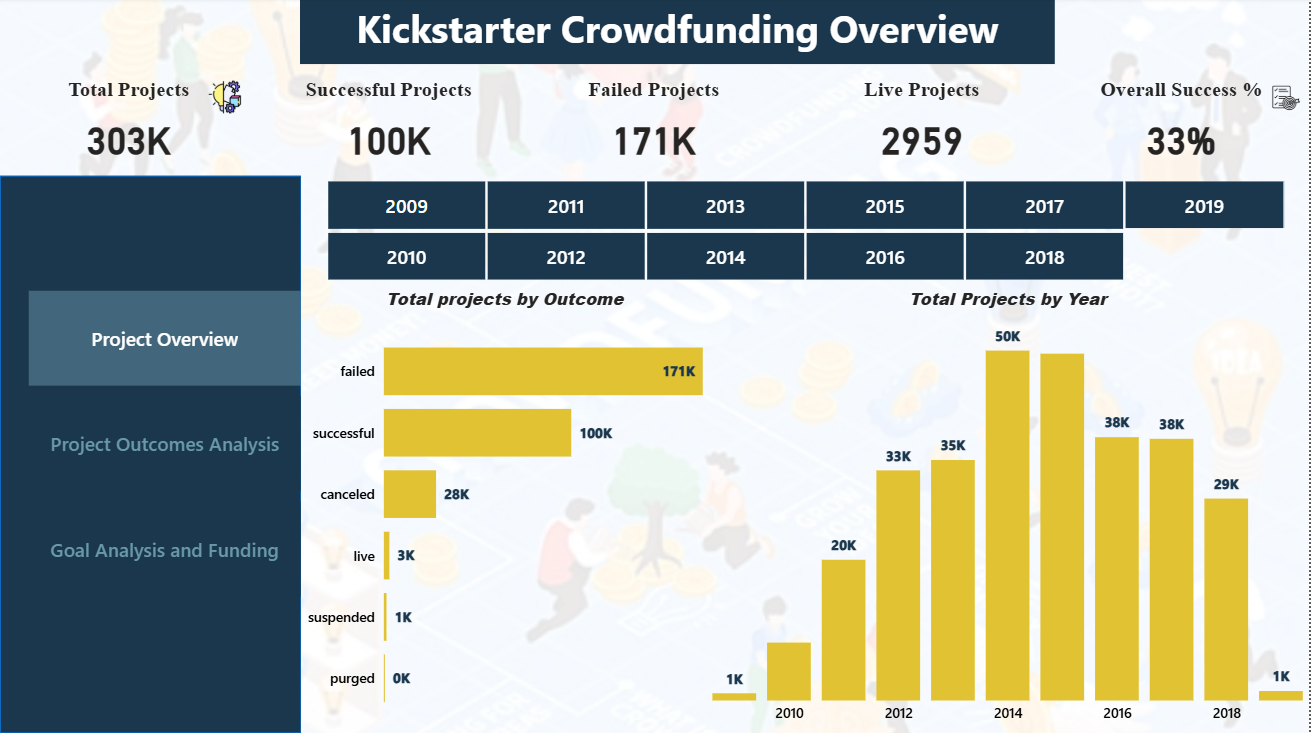 Kickstarter Crowdfunding Overview
Total Projects
303K
Successful Projects
100K
Failed Projects
171K
Live Projects
2959
Overall Success %
33%
2009 2011 2013 2015 2017 2019
2010 2012 2014 2016 2018
Project Overview
Project Outcomes Analysis
Goal Analysis and Funding
Total projects by Outcome
failed 171K
successful 100K
canceled 28K
live 3K
suspended 1K
purged 0K
Total Projects by Year
1K 20K 33K 35K 50K 38K 38K 29K 1K
2010 2012 2014 2016 2018
IDEA